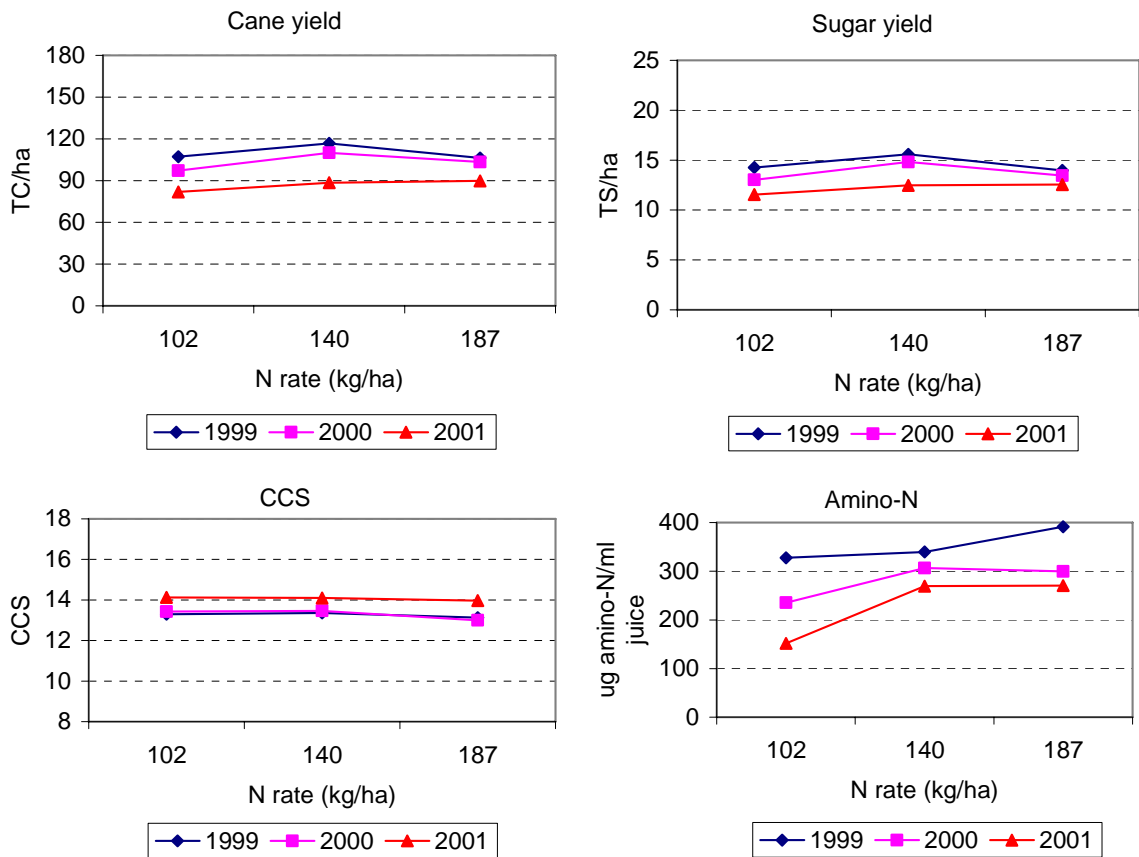 Cane yield
180
150
120
90
60
30
0
TC/ha
102 140 187
N rate (kg/ha)
1999 2000 2001
Sugar yield
25
20
15
10
5
0
TS/ha
102 140 187
N rate (kg/ha)
1999 2000 2001
CCS
18
16
14
12
10
8
CCS
102 140 187
N rate (kg/ha)
1999 2000 2001
Amino-N
400
300
200
100
0
ug amino-N/ml
juice
102 140 187
N rate (kg/ha)
1999 2000 2001